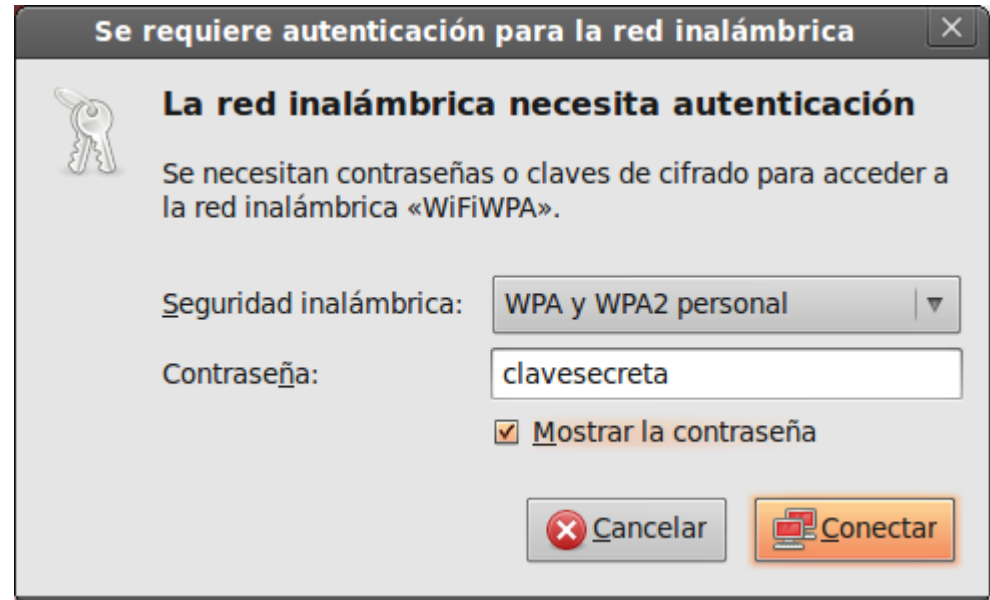 Se requiere autenticación para la red inalámbrica
La red inalámbrica necesita autenticación
Se necesitan contraseñas o claves de cifrado para acceder a
la red inalámbrica «WiFiWPA».
Seguridad inalámbrica: WPA y WPA2 personal
Contraseña: clavesecreta
Mostrar la contraseña
Cancelar Conectar